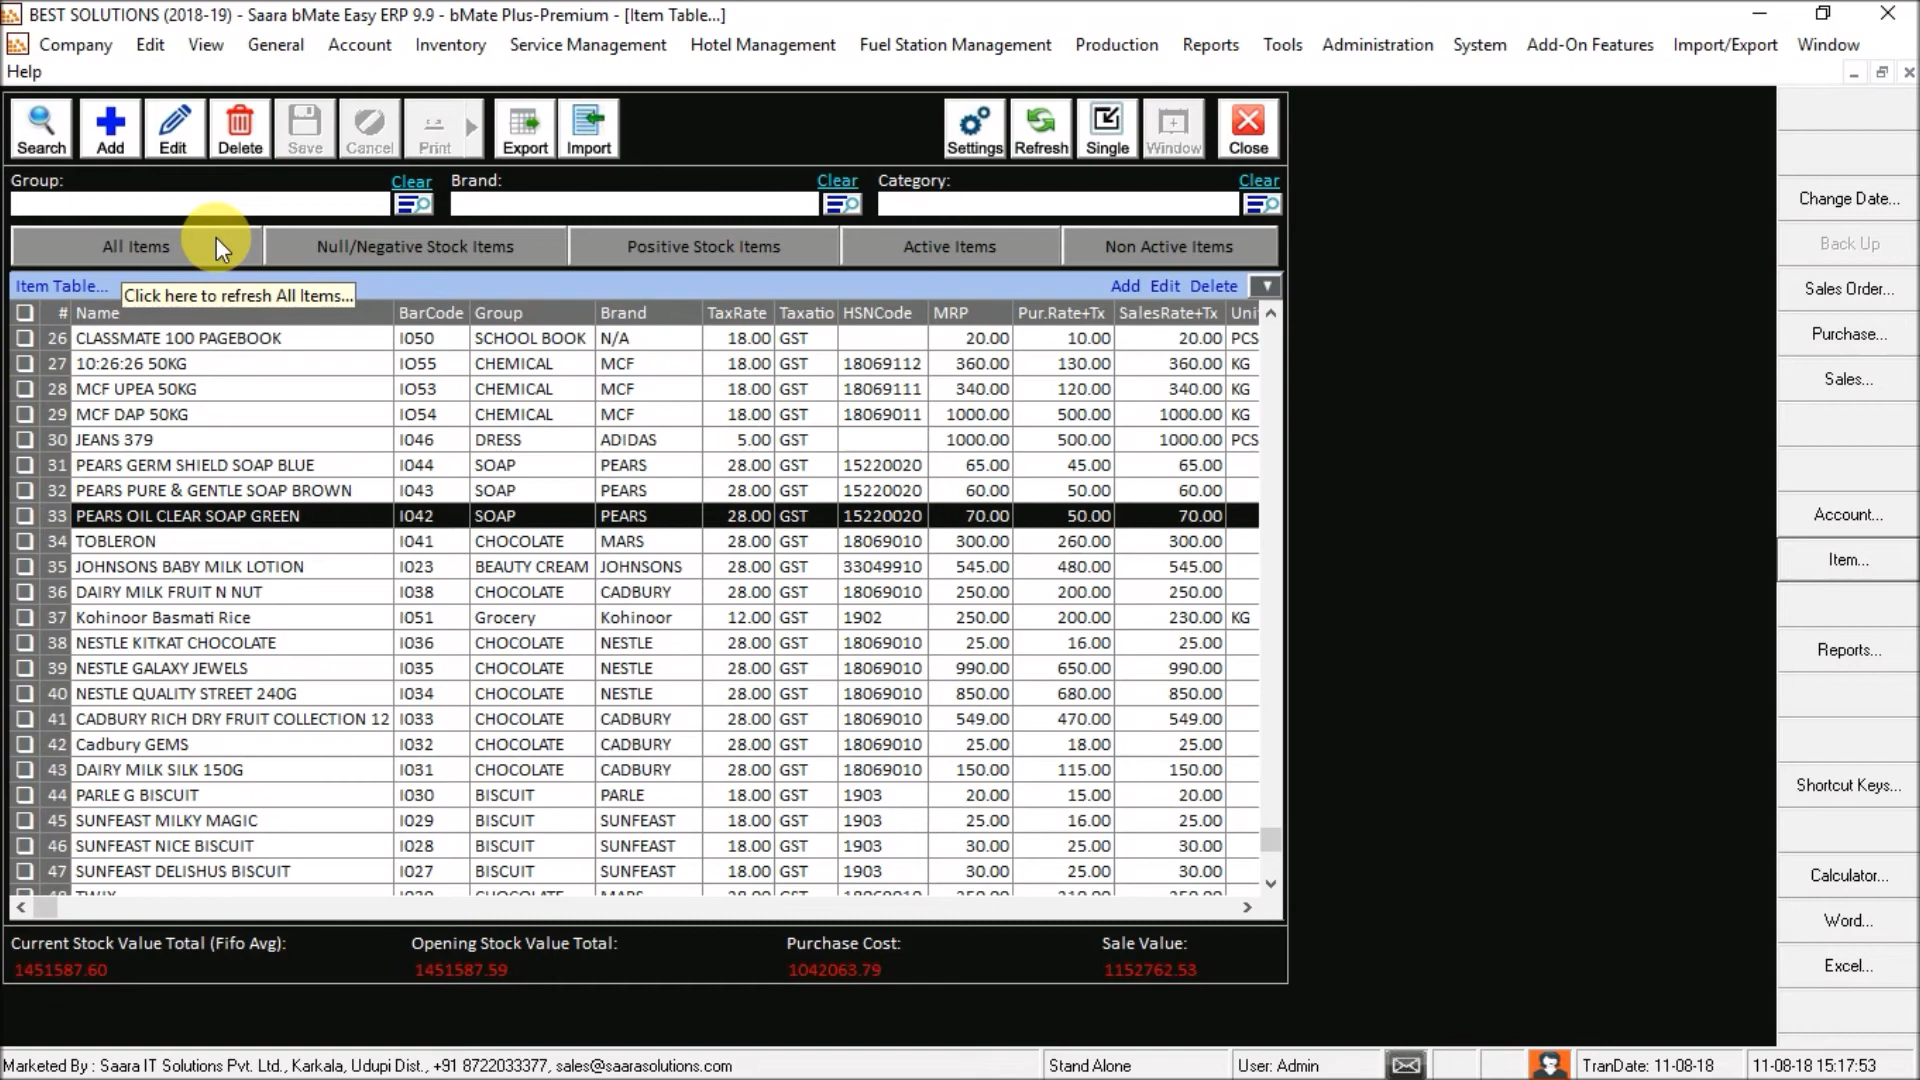 BEST SOLUTIONS (2018-19) - Saara bMate Easy ERP 9.9 - bMate Plus-Premium - [Item Table...]
Company Edit View General Account Inventory Service Management Hotel Management Fuel Station Management Production Reports Tools Administration System Add-On Features Import/Export Window
Help
Search Add Edit Delete Save Cancel Print Export Import Settings Refresh Single Window Close
Group: Clear Brand: Clear Category: Clear
All Items Null/Negative Stock Items Positive Stock Items Active Items Non Active Items
Item Table... Add Edit Delete
Click here to refresh All Items...
# Name BarCode Group Brand TaxRate Taxatio HSNCode MRP Pur.Rate+Tx SalesRate+Tx Uni
26 CLASSMATE 100 PAGEBOOK I050 SCHOOL BOOK N/A 18.00 GST 20.00 10.00 20.00 PCS
27 10:26:26 50KG IO55 CHEMICAL MCF 18.00 GST 18069112 360.00 130.00 360.00 KG
28 MCF UPEA 50KG IO53 CHEMICAL MCF 18.00 GST 18069111 340.00 120.00 340.00 KG
29 MCF DAP 50KG IO54 CHEMICAL MCF 18.00 GST 18069011 1000.00 500.00 1000.00 KG
30 JEANS 379 I046 DRESS ADIDAS 5.00 GST 1000.00 500.00 1000.00 PCS
31 PEARS GERM SHIELD SOAP BLUE I044 SOAP PEARS 28.00 GST 15220020 65.00 45.00 65.00
32 PEARS PURE & GENTLE SOAP BROWN I043 SOAP PEARS 28.00 GST 15220020 60.00 50.00 60.00
33 PEARS OIL CLEAR SOAP GREEN I042 SOAP PEARS 28.00 GST 15220020 70.00 50.00 70.00
34 TOBLERON I041 CHOCOLATE MARS 28.00 GST 18069010 300.00 260.00 300.00
35 JOHNSONS BABY MILK LOTION I023 BEAUTY CREAM JOHNSONS 28.00 GST 33049910 545.00 480.00 545.00
36 DAIRY MILK FRUIT N NUT I038 CHOCOLATE CADBURY 28.00 GST 18069010 250.00 200.00 250.00
37 Kohinoor Basmati Rice I051 Grocery Kohinoor 12.00 GST 1902 250.00 200.00 230.00 KG
38 NESTLE KITKAT CHOCOLATE I036 CHOCOLATE NESTLE 28.00 GST 18069010 25.00 16.00 25.00
39 NESTLE GALAXY JEWELS I035 CHOCOLATE NESTLE 28.00 GST 18069010 990.00 650.00 990.00
40 NESTLE QUALITY STREET 240G I034 CHOCOLATE NESTLE 28.00 GST 18069010 850.00 680.00 850.00
41 CADBURY RICH DRY FRUIT COLLECTION 12 I033 CHOCOLATE CADBURY 28.00 GST 18069010 549.00 470.00 549.00
42 Cadbury GEMS I032 CHOCOLATE CADBURY 28.00 GST 18069010 25.00 18.00 25.00
43 DAIRY MILK SILK 150G I031 CHOCOLATE CADBURY 28.00 GST 18069010 150.00 115.00 150.00
44 PARLE G BISCUIT I030 BISCUIT PARLE 18.00 GST 1903 20.00 15.00 20.00
45 SUNFEAST MILKY MAGIC I029 BISCUIT SUNFEAST 18.00 GST 1903 25.00 16.00 25.00
46 SUNFEAST NICE BISCUIT I028 BISCUIT SUNFEAST 18.00 GST 1903 30.00 25.00 30.00
47 SUNFEAST DELISHUS BISCUIT I027 BISCUIT SUNFEAST 18.00 GST 1903 30.00 25.00 30.00
Current Stock Value Total (Fifo Avg): Opening Stock Value Total: Purchase Cost: Sale Value:
1451587.60 1451587.59 1042063.79 1152762.53
Change Date...
Back Up
Sales Order...
Purchase...
Sales...
Account...
Item...
Reports...
Shortcut Keys...
Calculator...
Word...
Excel...
Marketed By : Saara IT Solutions Pvt. Ltd., Karkala, Udupi Dist., +91 8722033377, sales@saarasolutions.com Stand Alone User: Admin TranDate: 11-08-18 11-08-18 15:17:53